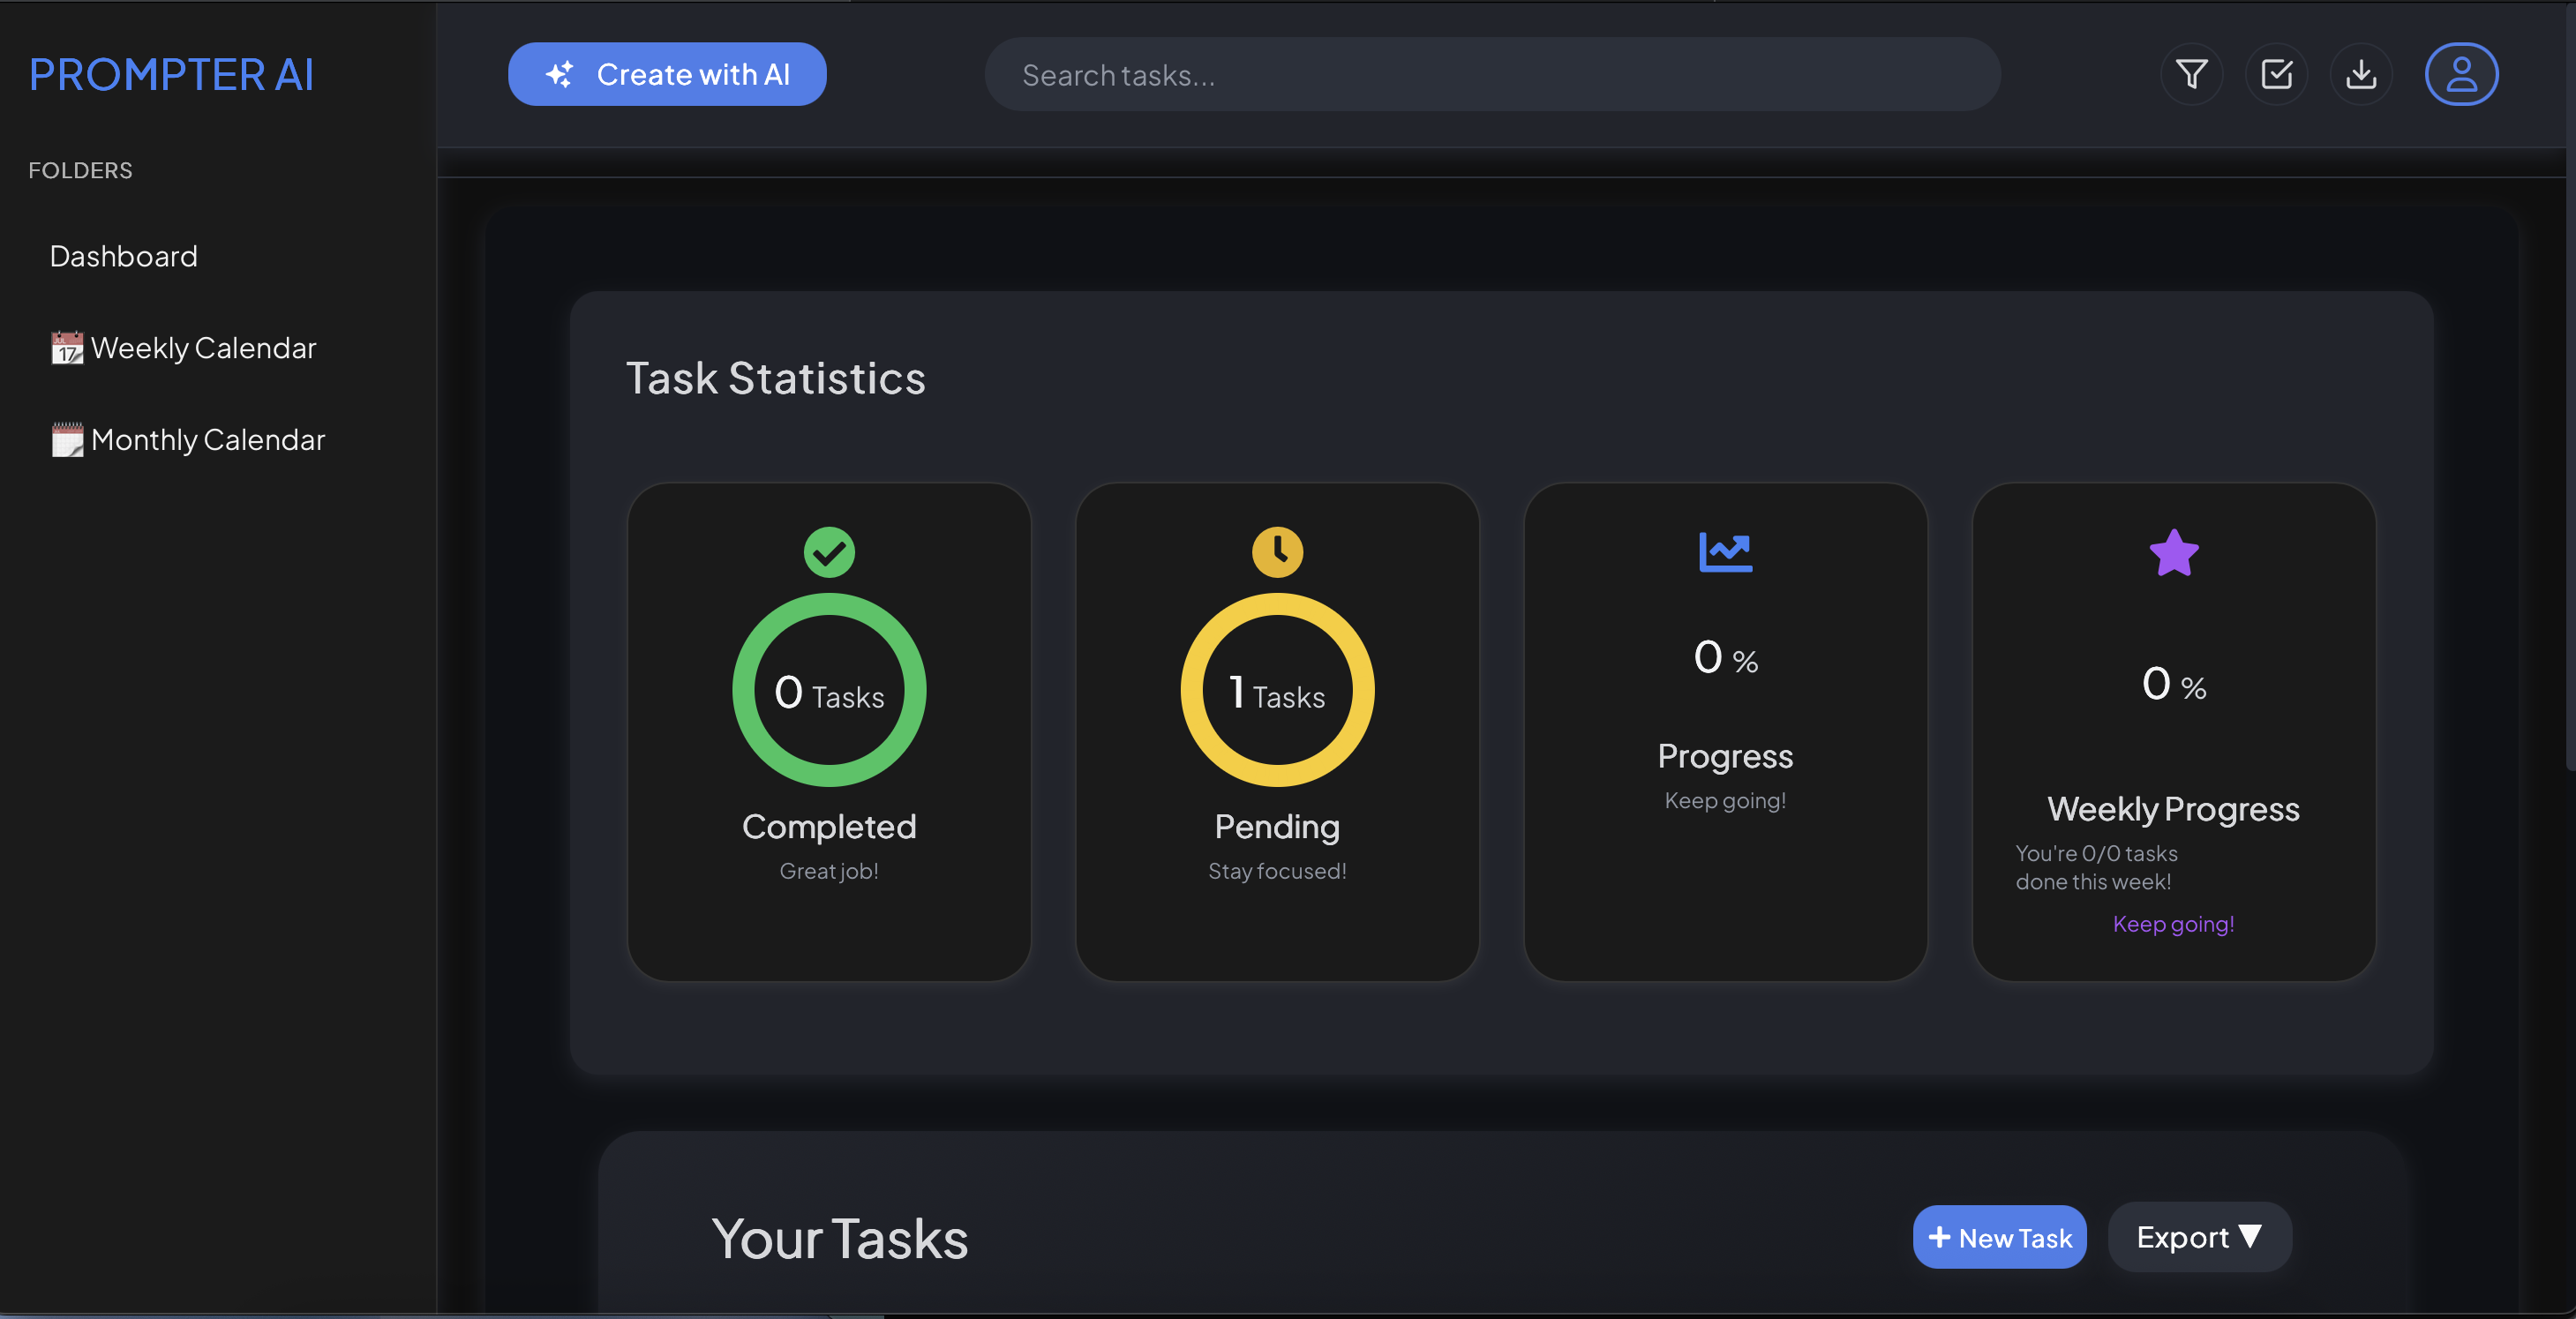 PROMPTER AI
Create with AI
Search tasks...
FOLDERS
Dashboard
JUL
17
Weekly Calendar
Monthly Calendar
Task Statistics
0 Tasks
Completed
Great job!
1 Tasks
Pending
Stay focused!
0 %
Progress
Keep going!
0 %
Weekly Progress
You're 0/0 tasks
done this week!
Keep going!
Your Tasks
+ New Task
Export ▼